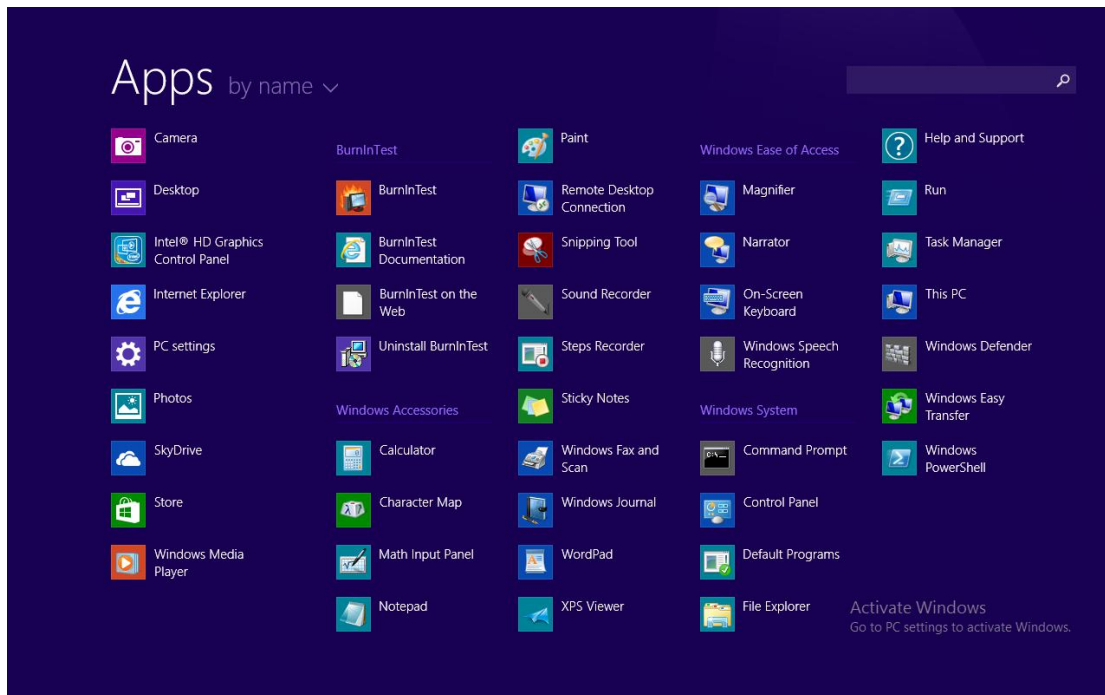 Apps by name
Camera
Desktop
Intel® HD Graphics
Control Panel
Internet Explorer
PC settings
Photos
SkyDrive
Store
Windows Media
Player
BurnInTest
BurnInTest
BurnInTest
Documentation
BurnInTest on the
Web
Uninstall BurnInTest
Windows Accessories
Calculator
Character Map
Math Input Panel
Notepad
Paint
Remote Desktop
Connection
Snipping Tool
Sound Recorder
Steps Recorder
Sticky Notes
Windows Fax and
Scan
Windows Journal
WordPad
XPS Viewer
Windows Ease of Access
Magnifier
Narrator
On-Screen
Keyboard
Windows Speech
Recognition
Windows System
Command Prompt
Control Panel
Default Programs
File Explorer
Help and Support
Run
Task Manager
This PC
Windows Defender
Windows Easy
Transfer
Windows
PowerShell
Activate Windows
Go to PC settings to activate Windows.